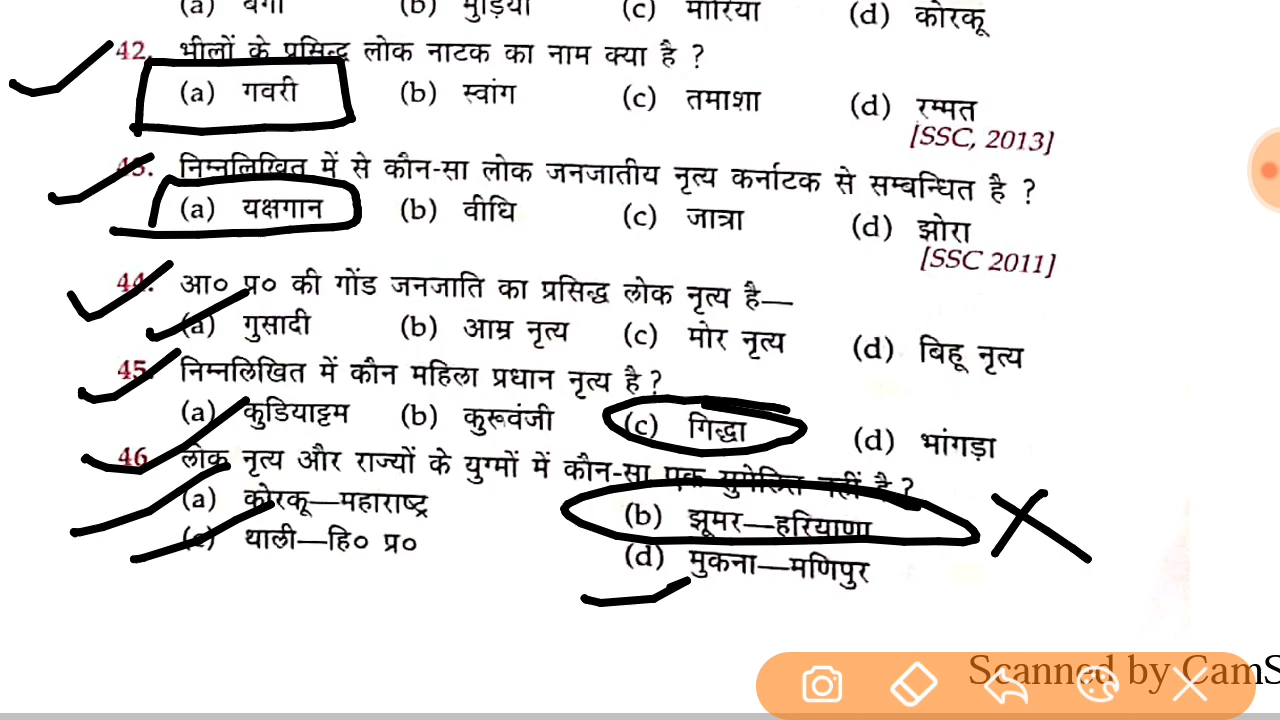 (a) बैगा (b) मुड़िया (c) मारिया (d) कोरकू
42. भीलों के प्रसिद्ध लोक नाटक का नाम क्या है ?
(a) गवरी (b) स्वांग (c) तमाशा (d) रम्मत
[SSC, 2013]
43. निम्नलिखित में से कौन-सा लोक जनजातीय नृत्य कर्नाटक से सम्बन्धित है ?
(a) यक्षगान (b) वीधि (c) जात्रा (d) झोरा
[SSC 2011]
44. आ० प्र० की गोंड जनजाति का प्रसिद्ध लोक नृत्य है—
(a) गुसादी (b) आम्र नृत्य (c) मोर नृत्य (d) बिहू नृत्य
45. निम्नलिखित में कौन महिला प्रधान नृत्य है ?
(a) कुडियाट्टम (b) कुरूवंजी (c) गिद्धा (d) भांगड़ा
46. लोक नृत्य और राज्यों के युग्मों में कौन-सा एक सुमेलित नहीं है ?
(a) कोरकू—महाराष्ट्र (b) झूमर—हरियाणा
(c) थाली—हि० प्र० (d) मुकना—मणिपुर
Scanned by CamS